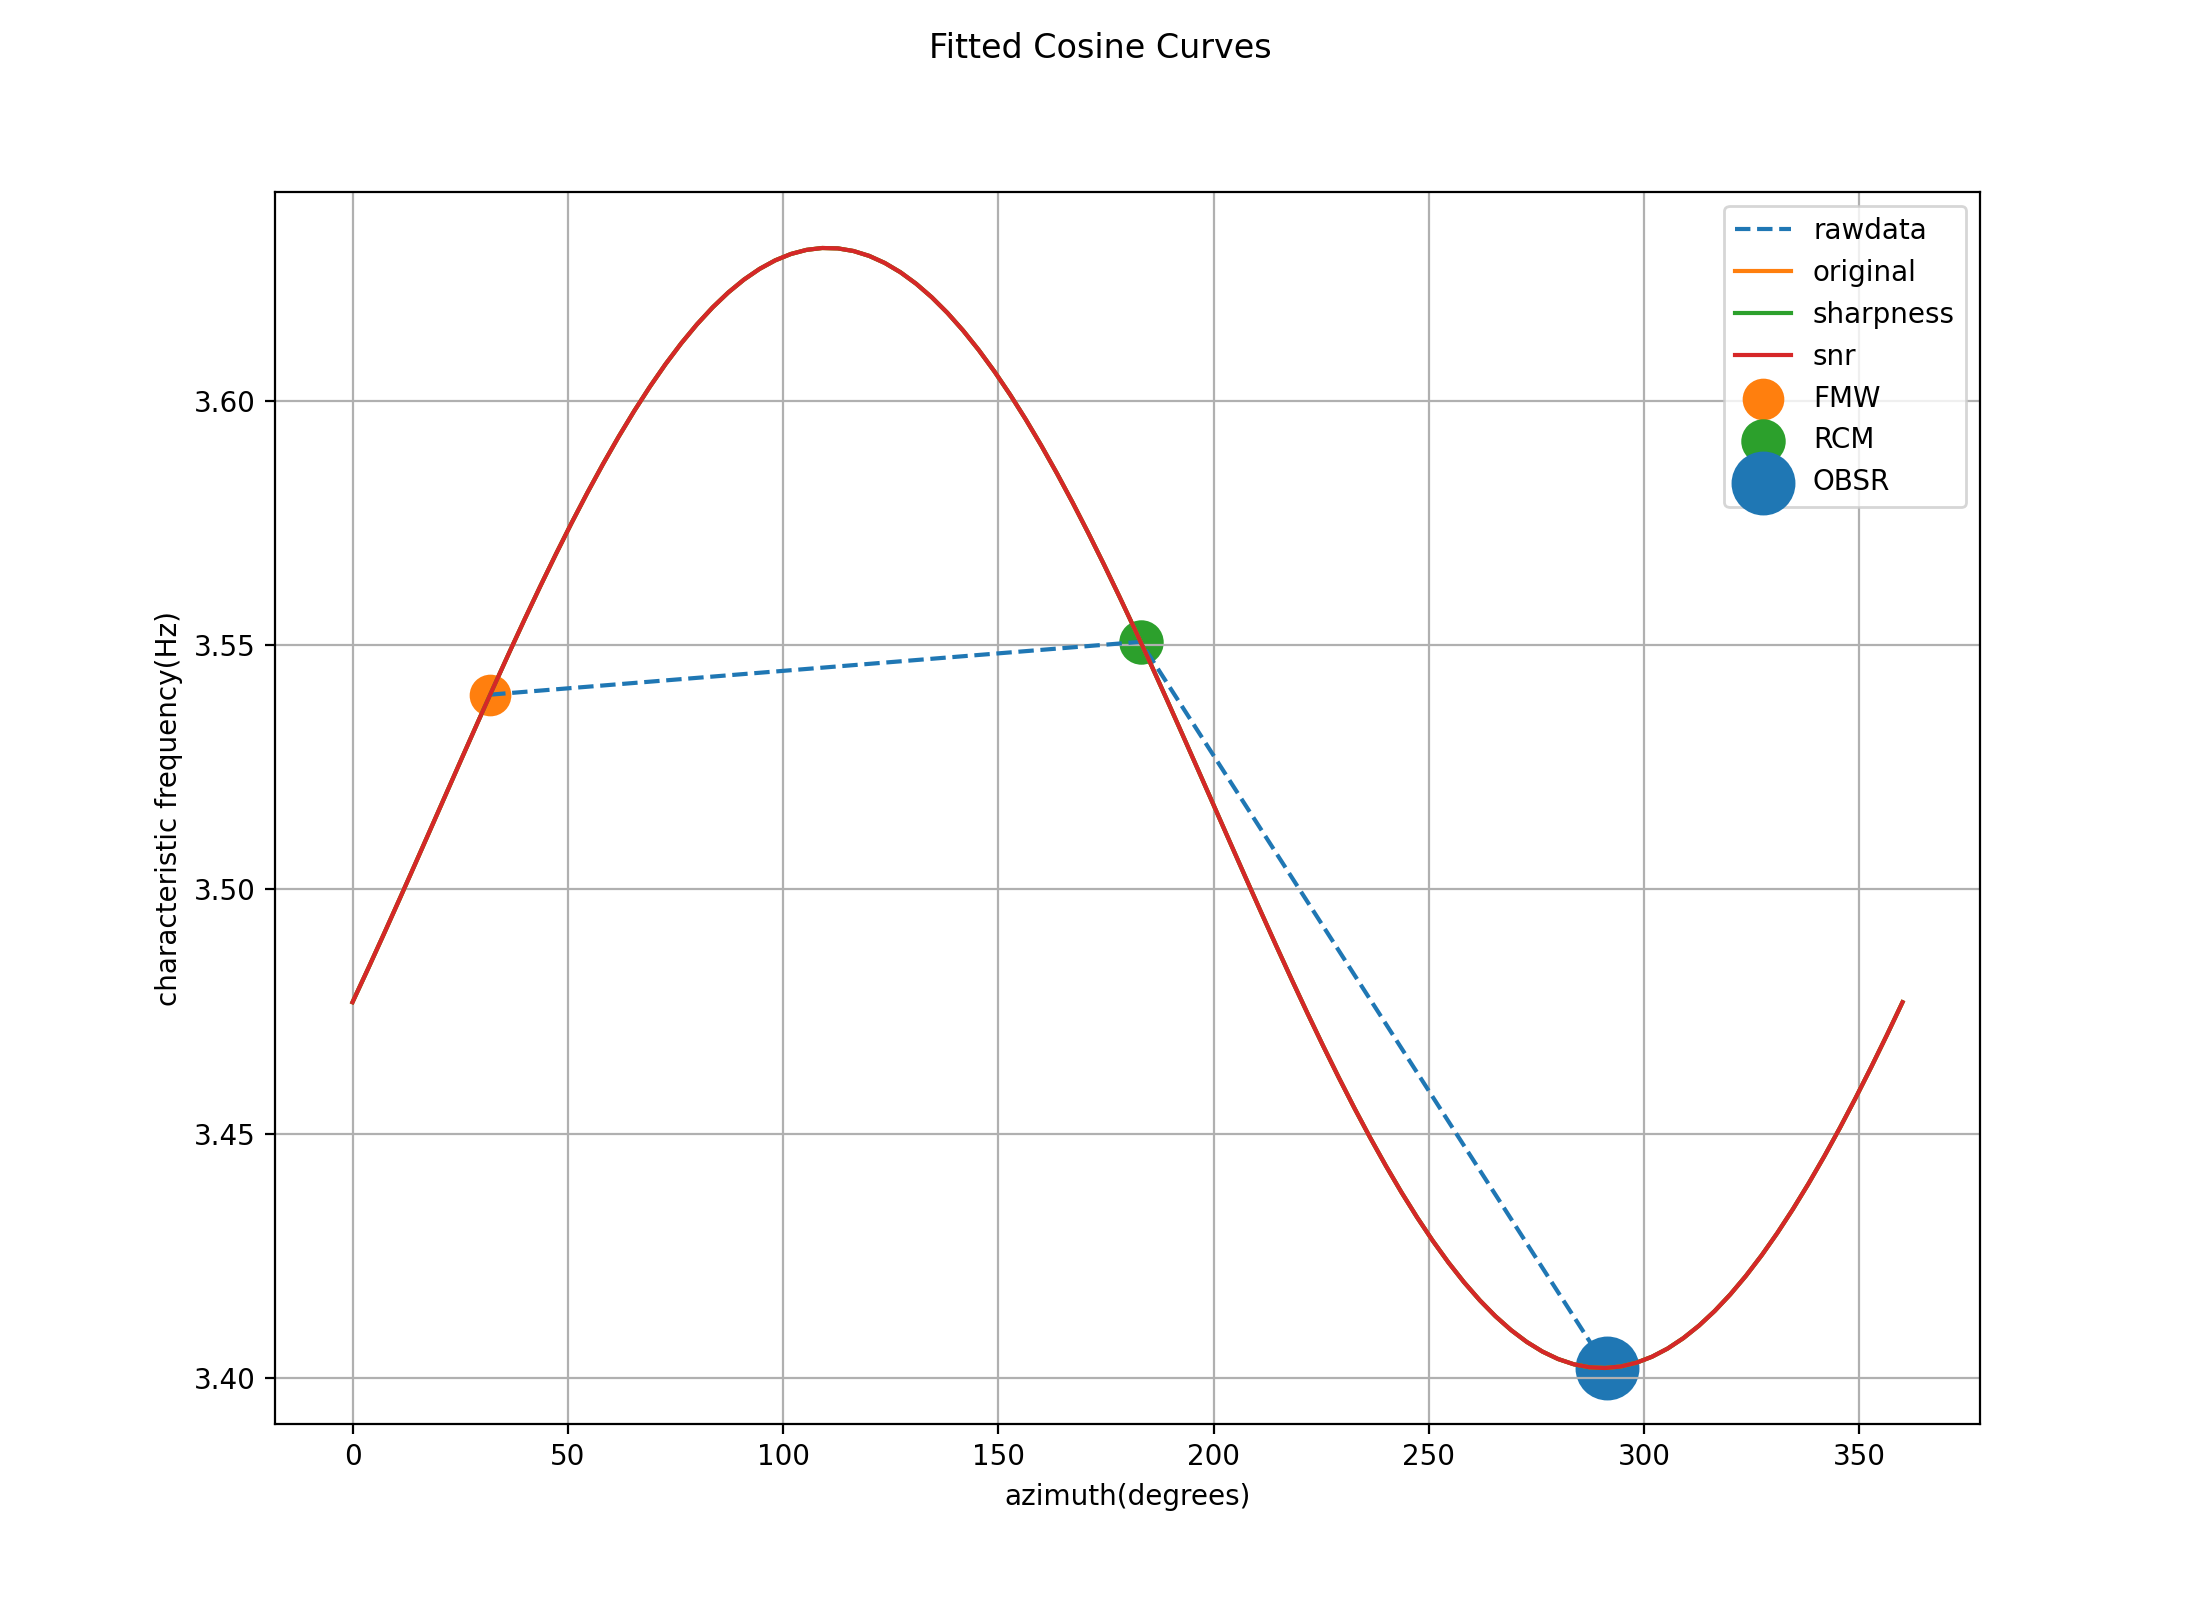 Fitted Cosine Curves
rawdata
original
sharpness
snr
FMW
RCM
OBSR
characteristic frequency(Hz)
3.60
3.55
3.50
3.45
3.40
0 50 100 150 200 250 300 350
azimuth(degrees)